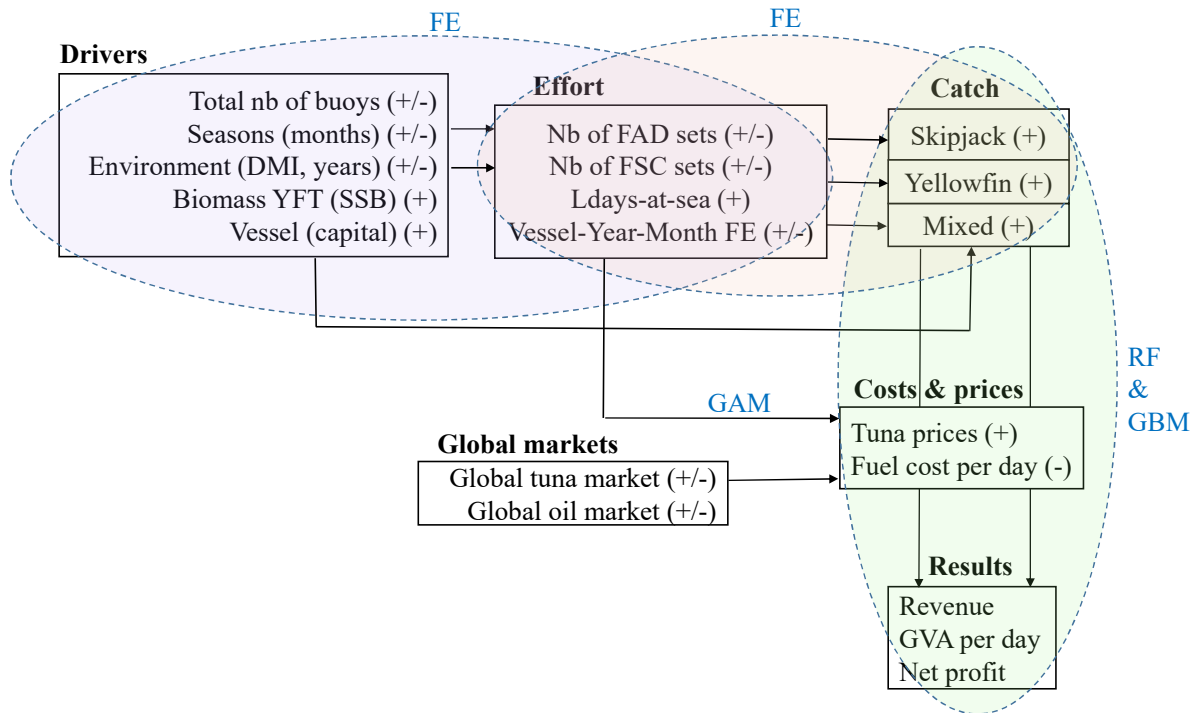 FE
FE
Drivers
Total nb of buoys (+/-)
Seasons (months) (+/-)
Environment (DMI, years) (+/-)
Biomass YFT (SSB) (+)
Vessel (capital) (+)
Effort
Nb of FAD sets (+/-)
Nb of FSC sets (+/-)
Ldays-at-sea (+)
Vessel-Year-Month FE (+/-)
Catch
Skipjack (+)
Yellowfin (+)
Mixed (+)
RF
&
GBM
GAM
Costs & prices
Tuna prices (+)
Fuel cost per day (-)
Global markets
Global tuna market (+/-)
Global oil market (+/-)
Results
Revenue
GVA per day
Net profit